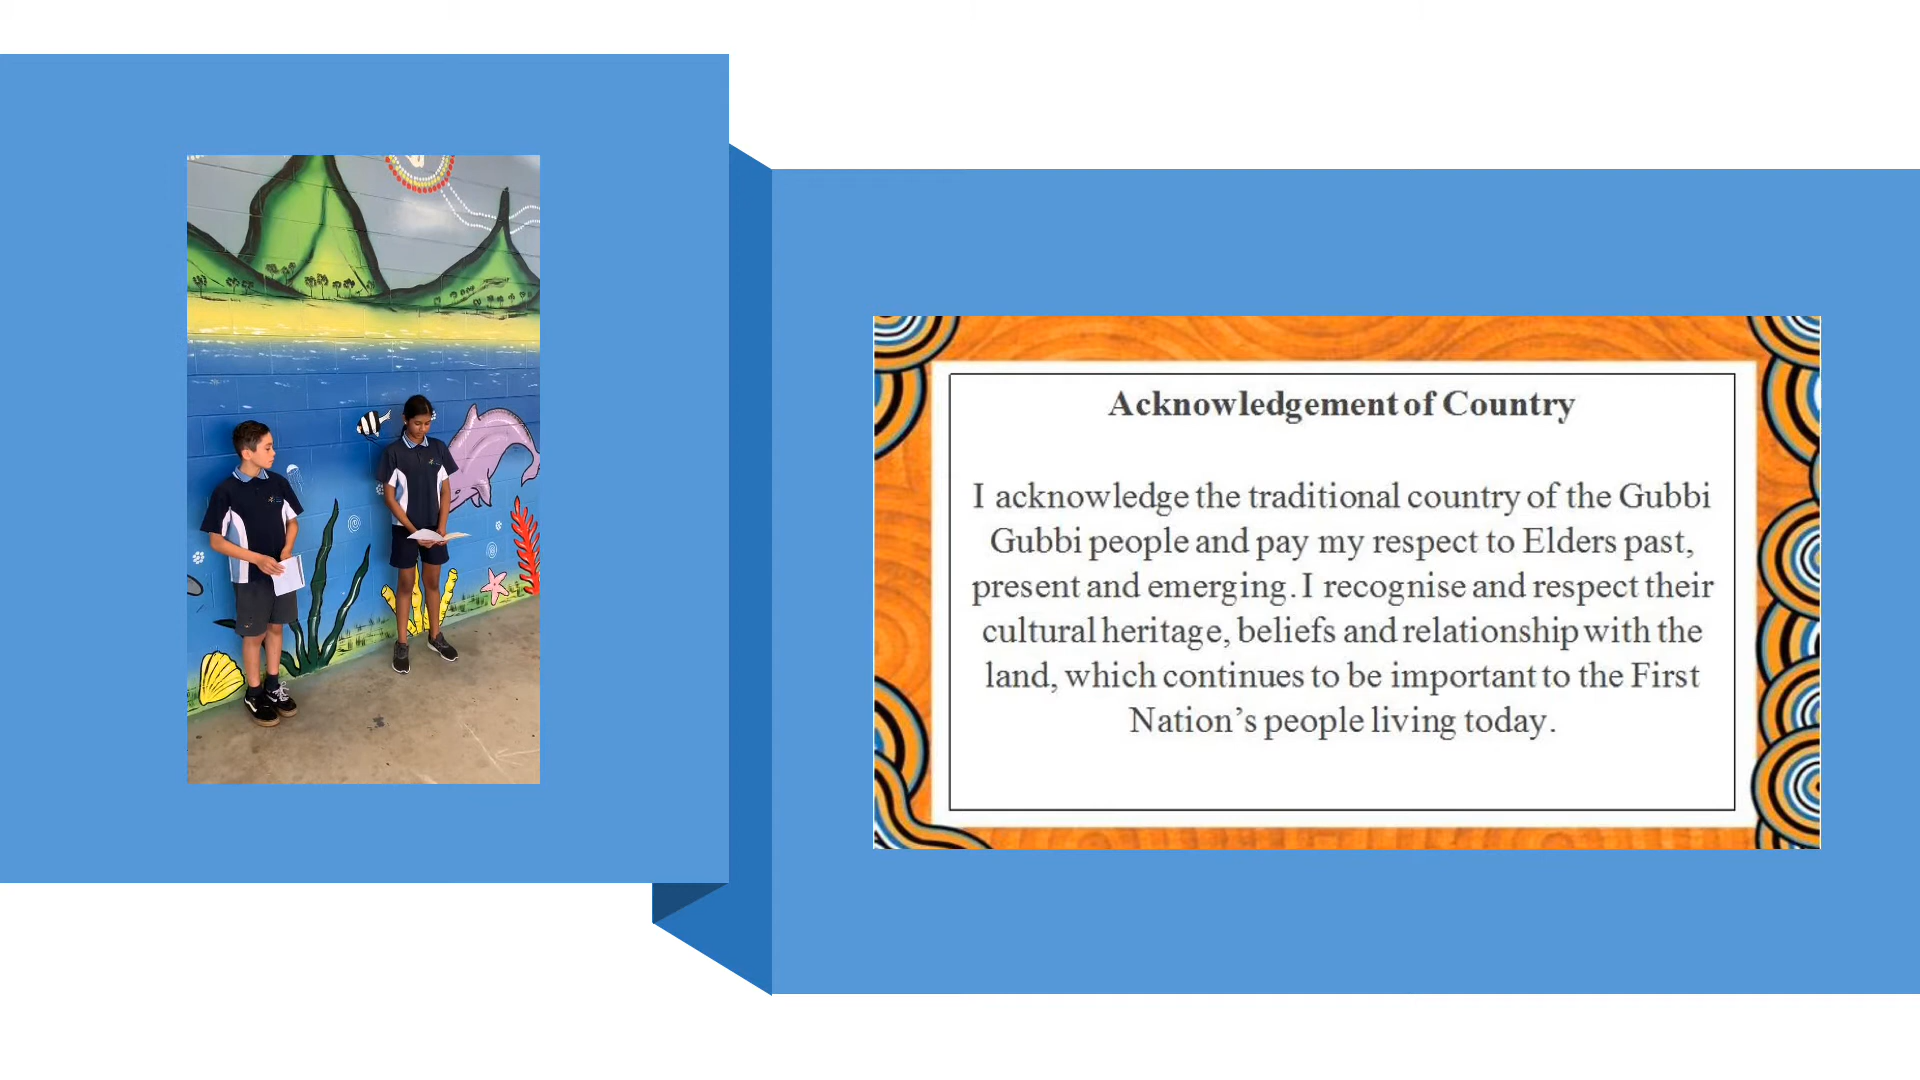 Acknowledgement of Country
I acknowledge the traditional country of the Gubbi
Gubbi people and pay my respect to Elders past,
present and emerging. I recognise and respect their
cultural heritage, beliefs and relationship with the
land, which continues to be important to the First
Nation’s people living today.